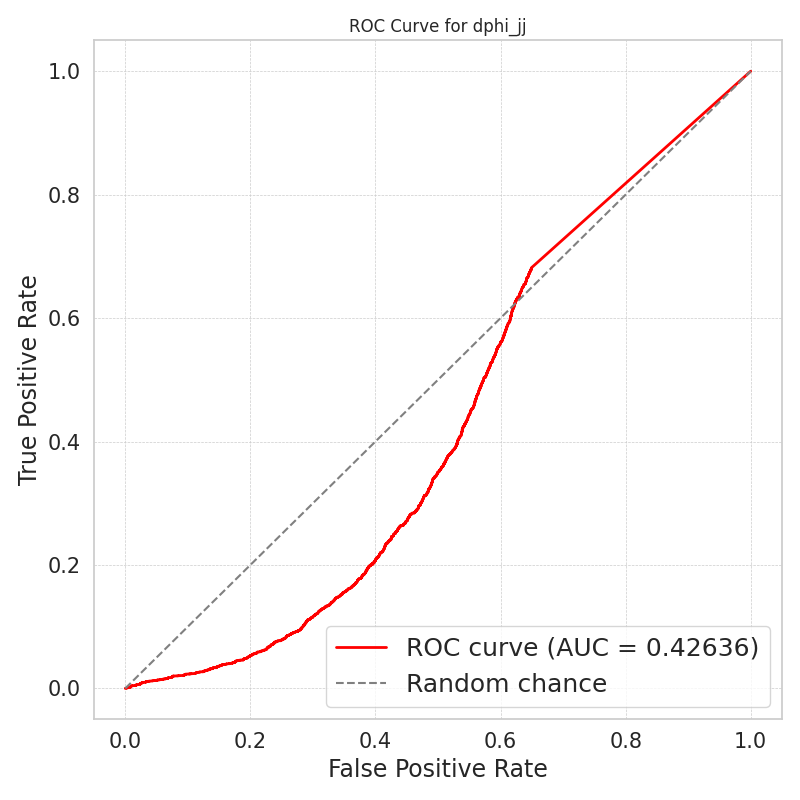 ROC Curve for dphi_jj
True Positive Rate
1.0
0.8
0.6
0.4
0.2
0.0
ROC curve (AUC = 0.42636)
Random chance
0.0 0.2 0.4 0.6 0.8 1.0
False Positive Rate